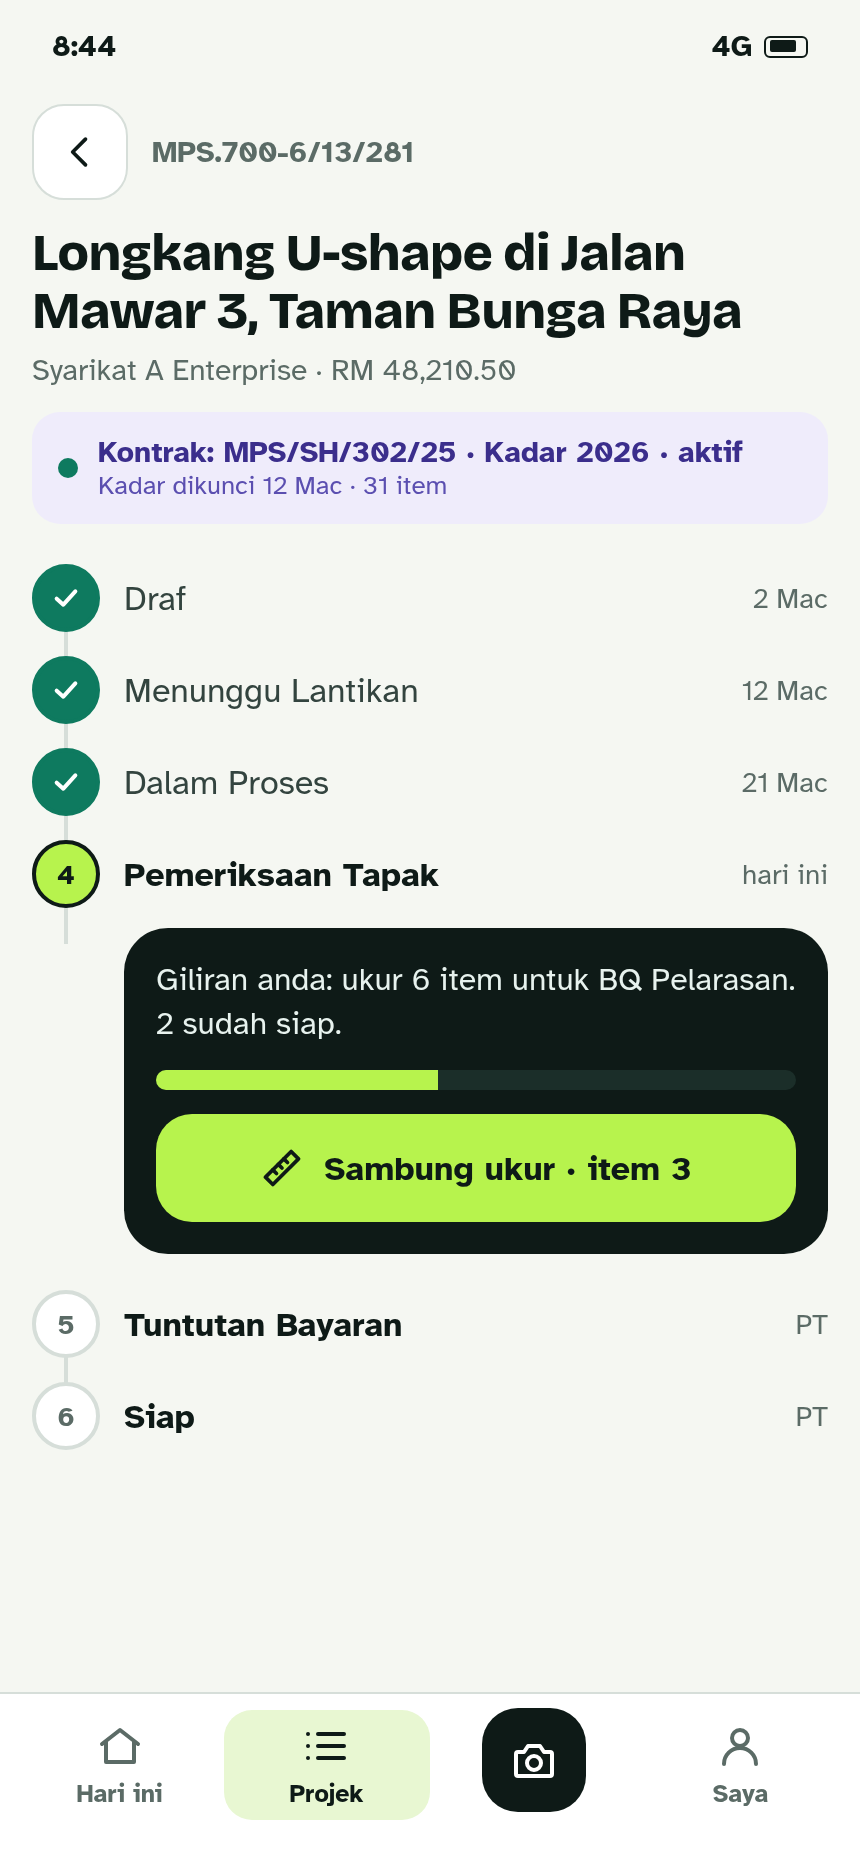 8:44
4G
MPS.700-6/13/281
Longkang U-shape di Jalan
Mawar 3, Taman Bunga Raya
Syarikat A Enterprise · RM 48,210.50
Kontrak: MPS/SH/302/25 · Kadar 2026 · aktif
Kadar dikunci 12 Mac · 31 item
Draf
2 Mac
Menunggu Lantikan
12 Mac
Dalam Proses
21 Mac
4
Pemeriksaan Tapak
hari ini
Giliran anda: ukur 6 item untuk BQ Pelarasan.
2 sudah siap.
Sambung ukur · item 3
5
Tuntutan Bayaran
PT
6
Siap
PT
Hari ini
Projek
Saya